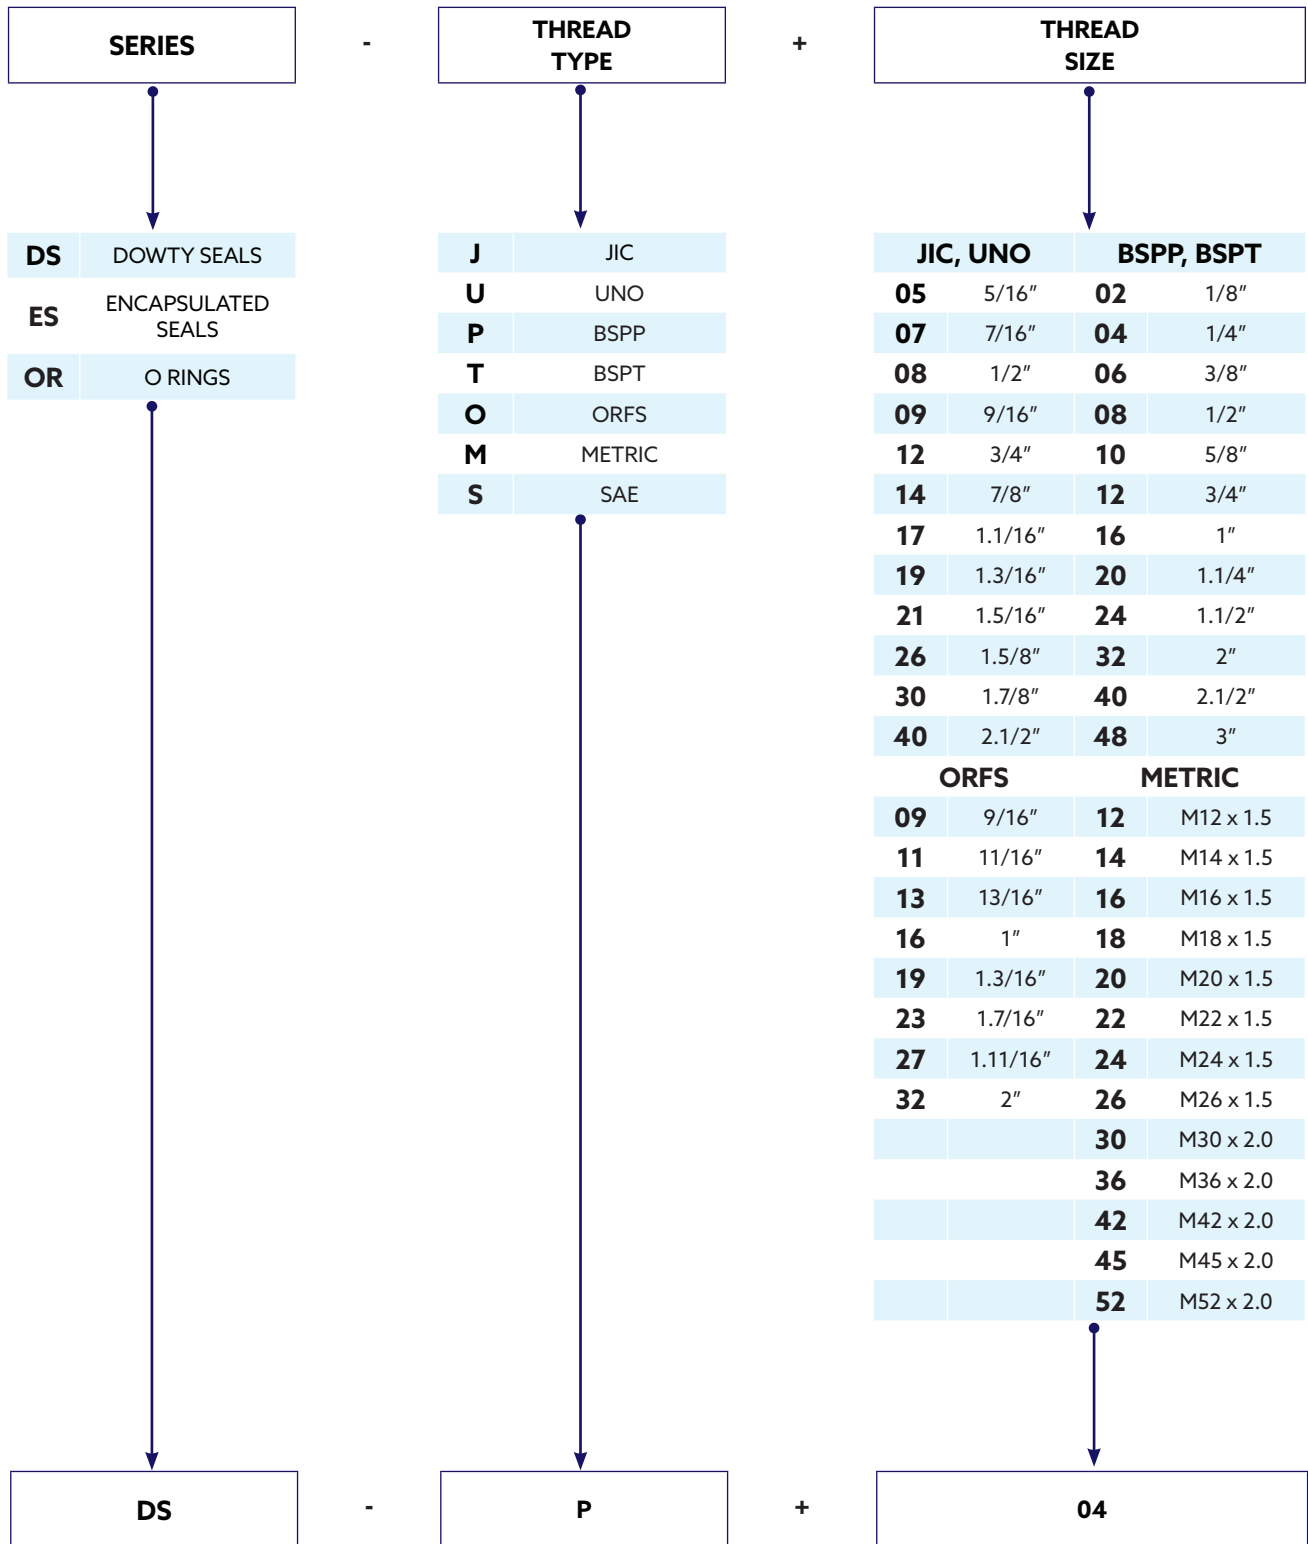 SERIES - THREAD TYPE + THREAD SIZE
DS DOWTY SEALS
ES ENCAPSULATED SEALS
OR O RINGS
J JIC
U UNO
P BSPP
T BSPT
O ORFS
M METRIC
S SAE
JIC, UNO BSPP, BSPT
05 5/16" 02 1/8"
07 7/16" 04 1/4"
08 1/2" 06 3/8"
09 9/16" 08 1/2"
12 3/4" 10 5/8"
14 7/8" 12 3/4"
17 1.1/16" 16 1"
19 1.3/16" 20 1.1/4"
21 1.5/16" 24 1.1/2"
26 1.5/8" 32 2"
30 1.7/8" 40 2.1/2"
40 2.1/2" 48 3"
ORFS METRIC
09 9/16" 12 M12 x 1.5
11 11/16" 14 M14 x 1.5
13 13/16" 16 M16 x 1.5
16 1" 18 M18 x 1.5
19 1.3/16" 20 M20 x 1.5
23 1.7/16" 22 M22 x 1.5
27 1.11/16" 24 M24 x 1.5
32 2" 26 M26 x 1.5
30 M30 x 2.0
36 M36 x 2.0
42 M42 x 2.0
45 M45 x 2.0
52 M52 x 2.0
DS - P + 04